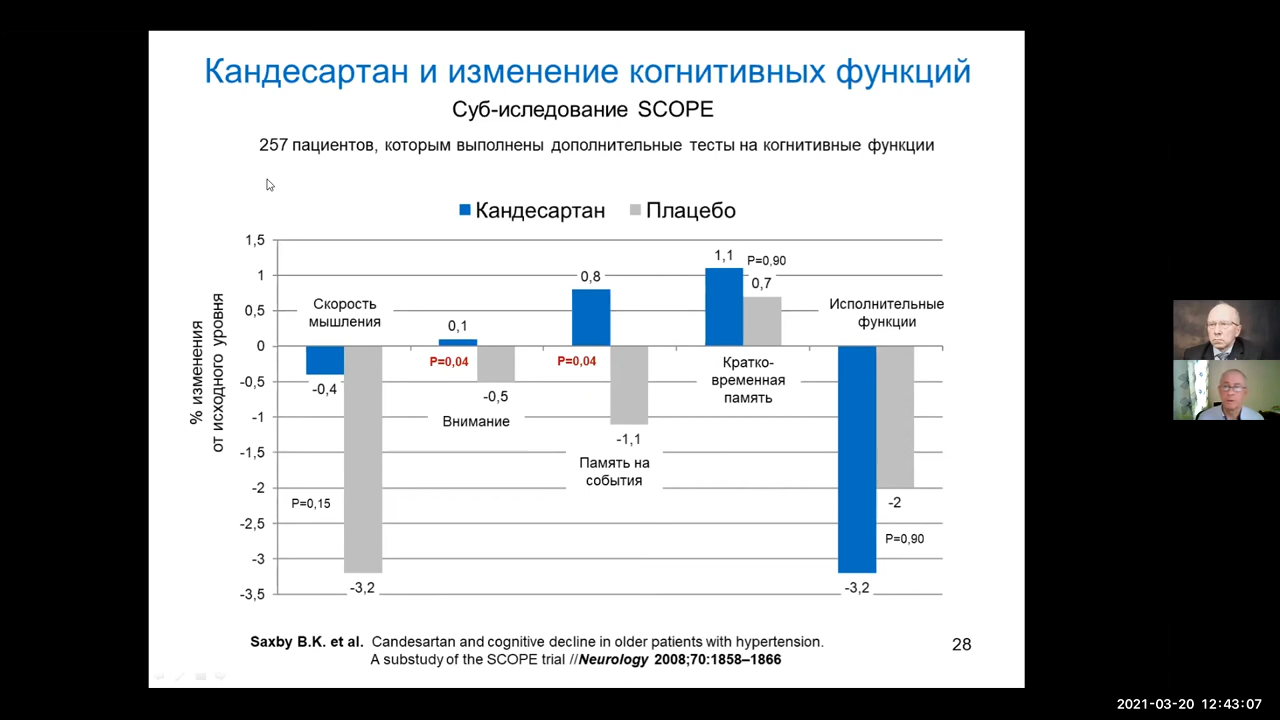 Кандесартан и изменение когнитивных функций
Суб-иследование SCOPE
257 пациентов, которым выполнены дополнительные тесты на когнитивные функции
Кандесартан Плацебо
% изменения
от исходного уровня
1,5
1
0,5
0
-0,5
-1
-1,5
-2
-2,5
-3
-3,5
Скорость
мышления
-0,4
P=0,15
-3,2
0,1
P=0,04
-0,5
Внимание
0,8
P=0,04
-1,1
Память на
события
1,1
P=0,90
0,7
Кратко-
временная
память
Исполнительные
функции
-2
P=0,90
-3,2
Saxby B.K. et al. Candesartan and cognitive decline in older patients with hypertension.
A substudy of the SCOPE trial //Neurology 2008;70:1858–1866
28
2021-03-20 12:43:07